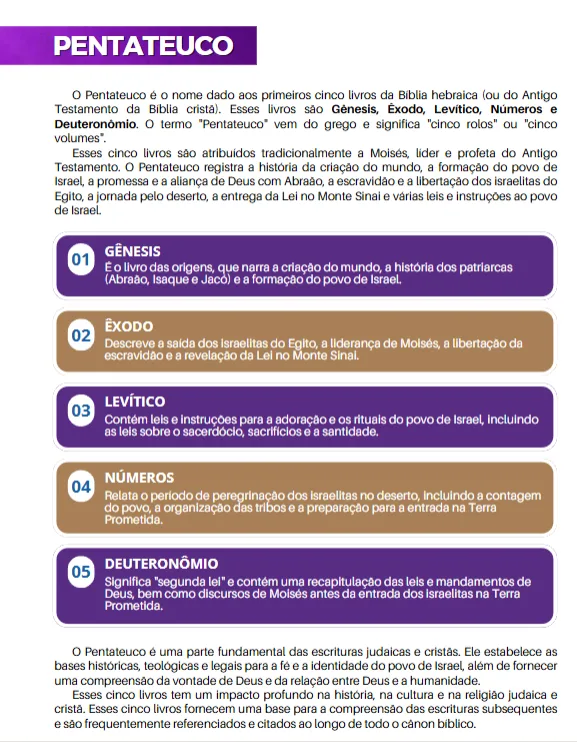 PENTATEUCO
O Pentateuco é o nome dado aos primeiros cinco livros da Bíblia hebraica (ou do Antigo
Testamento da Bíblia cristã). Esses livros são Gênesis, Êxodo, Levítico, Números e
Deuteronômio. O termo "Pentateuco" vem do grego e significa "cinco rolos" ou "cinco
volumes".
Esses cinco livros são atribuídos tradicionalmente a Moisés, líder e profeta do Antigo
Testamento. O Pentateuco registra a história da criação do mundo, a formação do povo de
Israel, a promessa e a aliança de Deus com Abraão, a escravidão e a libertação dos israelitas do
Egito, a jornada pelo deserto, a entrega da Lei no Monte Sinai e várias leis e instruções ao povo
de Israel.
01
GÊNESIS
É o livro das origens, que narra a criação do mundo, a história dos patriarcas
(Abraão, Isaque e Jacó) e a formação do povo de Israel.
02
ÊXODO
Descreve a saída dos israelitas do Egito, a liderança de Moisés, a libertação da
escravidão e a revelação da Lei no Monte Sinai.
03
LEVÍTICO
Contém leis e instruções para a adoração e os rituais do povo de Israel, incluindo
as leis sobre o sacerdócio, sacrifícios e a santidade.
04
NÚMEROS
Relata o período de peregrinação dos israelitas no deserto, incluindo a contagem
do povo, a organização das tribos e a preparação para a entrada na Terra
Prometida.
05
DEUTERONÔMIO
Significa "segunda lei" e contém uma recapitulação das leis e mandamentos de
Deus, bem como discursos de Moisés antes da entrada dos israelitas na Terra
Prometida.
O Pentateuco é uma parte fundamental das escrituras judaicas e cristãs. Ele estabelece as
bases históricas, teológicas e legais para a fé e a identidade do povo de Israel, além de fornecer
uma compreensão da vontade de Deus e da relação entre Deus e a humanidade.
Esses cinco livros tem um impacto profundo na história, na cultura e na religião judaica e
cristã. Esses cinco livros fornecem uma base para a compreensão das escrituras subsequentes
e são frequentemente referenciados e citados ao longo de todo o cânon bíblico.